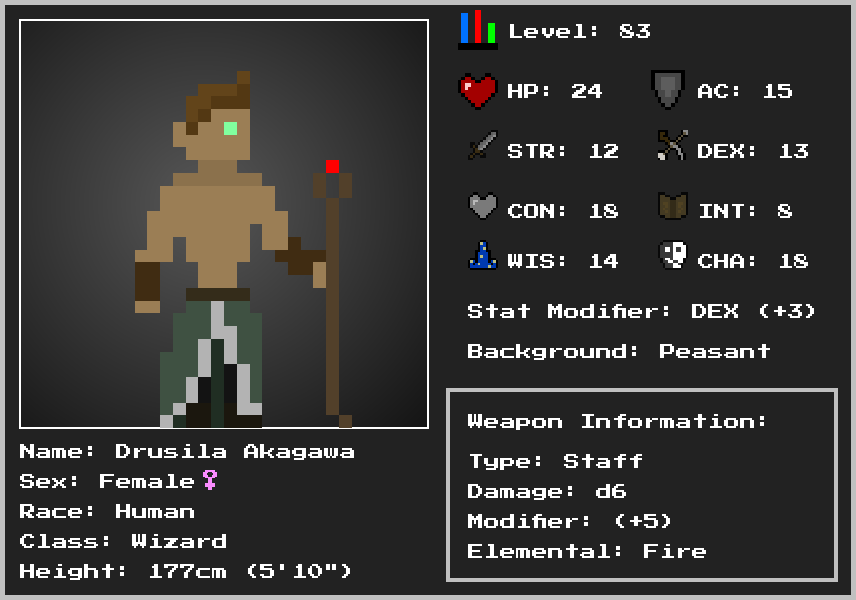 Level: 83
HP: 24
AC: 15
STR: 12
DEX: 13
CON: 18
INT: 8
WIS: 14
CHA: 18
Stat Modifier: DEX (+3)
Background: Peasant
Weapon Information:
Type: Staff
Damage: d6
Modifier: (+5)
Elemental: Fire
Name: Drusila Akagawa
Sex: Female♀
Race: Human
Class: Wizard
Height: 177cm (5'10")